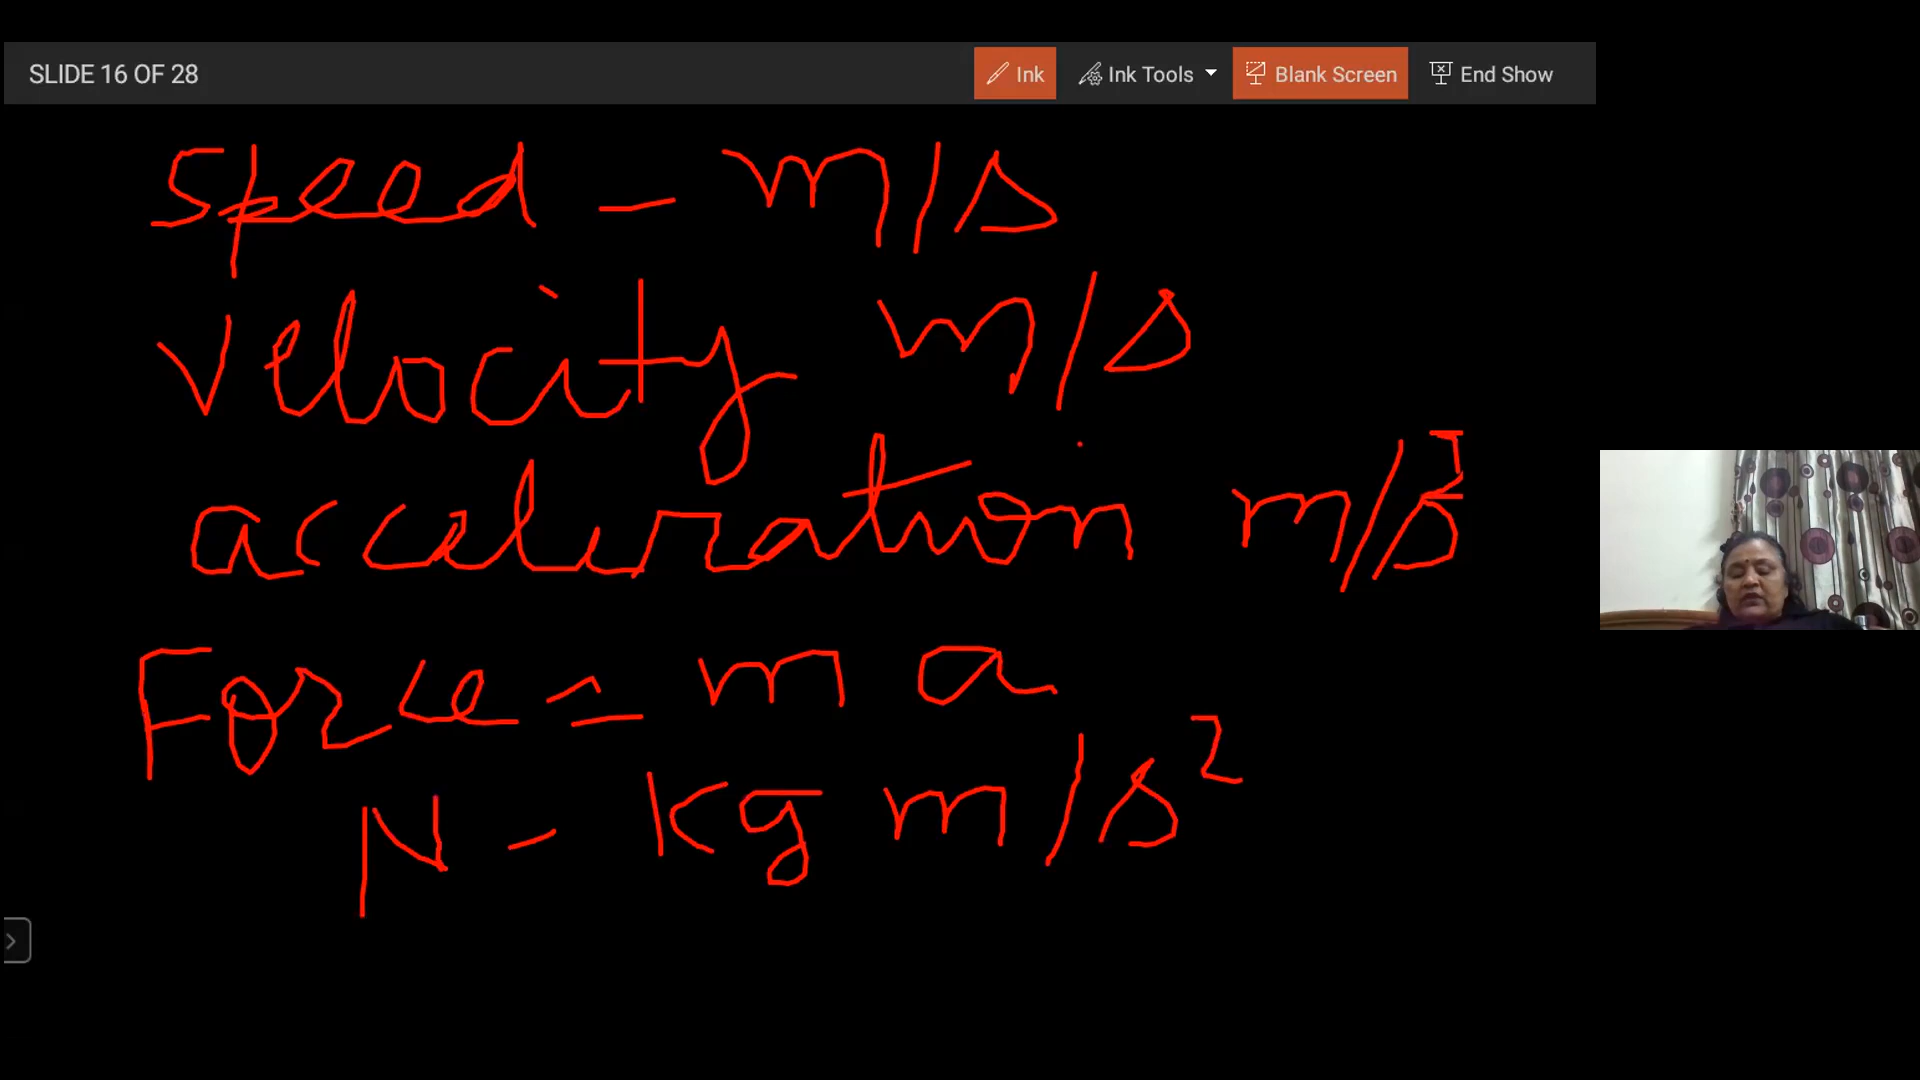 SLIDE 16 OF 28
Ink
Ink Tools
Blank Screen
End Show
Speed - m/s
Velocity m/s
acceleration m/s²
Force = m a
N - kg m/s²